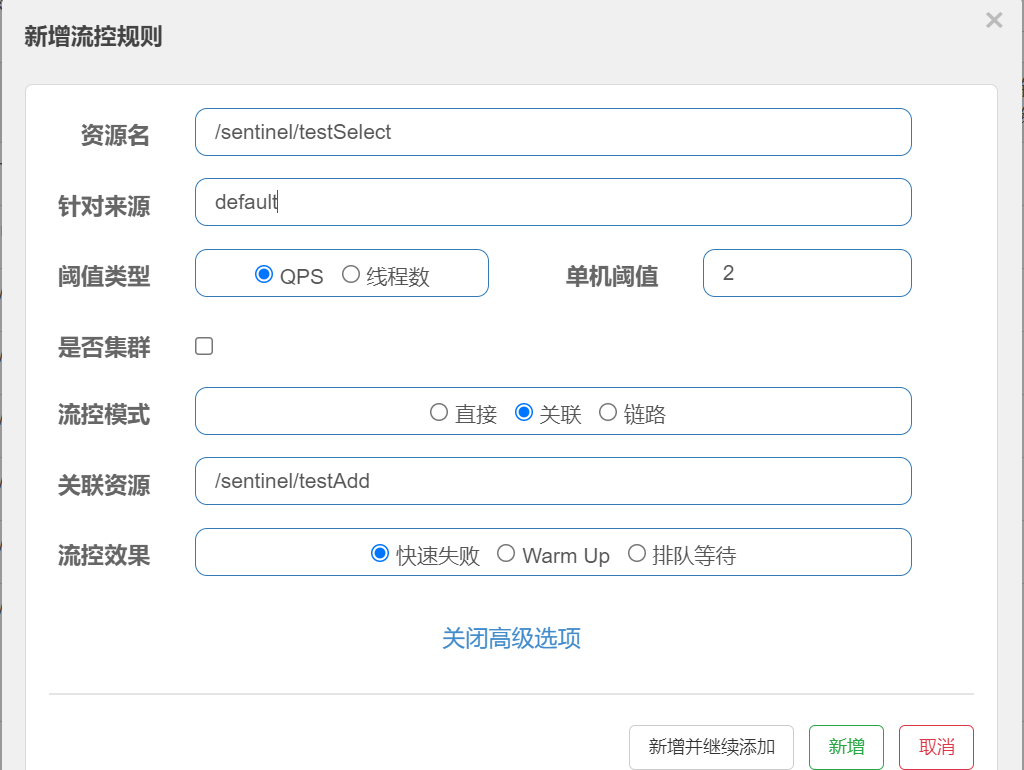 新增流控规则
×
资源名 /sentinel/testSelect
针对来源 default
阈值类型 QPS 线程数 单机阈值 2
是否集群
流控模式 直接 关联 链路
关联资源 /sentinel/testAdd
流控效果 快速失败 Warm Up 排队等待
关闭高级选项
新增并继续添加 新增 取消